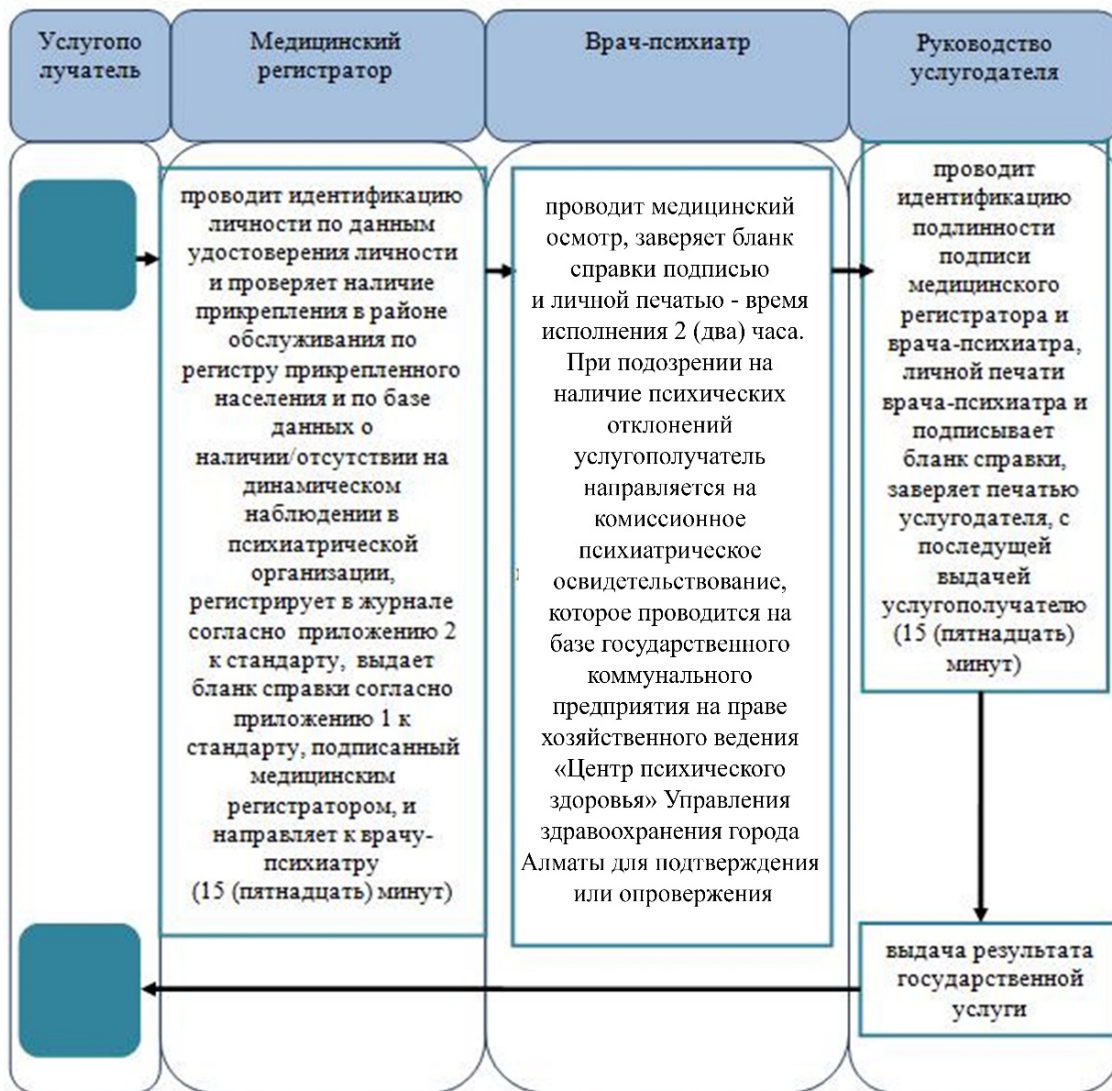 Услугопо
лучатель
Медицинский
регистратор
Врач-психиатр
Руководство
услугодателя
проводит идентификацию
личности по данным
удостоверения личности
и проверяет наличие
прикрепления в районе
обслуживания по
регистру прикрепленного
населения и по базе
данных о
наличии/отсутствии на
динамическом
наблюдении в
психиатрической
организации,
регистрирует в журнале
согласно приложению 2
к стандарту, выдает
бланк справки согласно
приложению 1 к
стандарту, подписанный
медицинским
регистратором, и
направляет к врачу-
психиатру
(15 (пятнадцать) минут)
проводит медицинский
осмотр, заверяет бланк
справки подписью
и личной печатью - время
исполнения 2 (два) часа.
При подозрении на
наличие психических
отклонений
услугополучатель
направляется на
комиссионное
психиатрическое
освидетельствование,
которое проводится на
базе государственного
коммунального
предприятия на праве
хозяйственного ведения
«Центр психического
здоровья» Управления
здравоохранения города
Алматы для подтверждения
или опровержения
проводит
идентификацию
подлинности
подписи
медицинского
регистратора и
врача-психиатра,
личной печати
врача-психиатра и
подписывает
бланк справки,
заверяет печатью
услугодателя, с
последущей
выдачей
услугополучателю
(15 (пятнадцать)
минут)
выдача результата
государственной
услуги